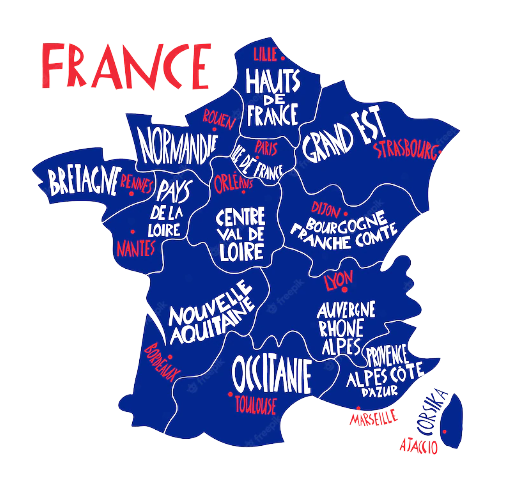 FRANCE
LILLE
HAUTS
DE
FRANCE
ROUEN
NORMANDIE
PARIS
ILE DE FRANCE
GRAND EST
STRASBOURG
BRETAGNE
RENNES
PAYS
DE LA
LOIRE
NANTES
ORLÉANS
CENTRE
VAL DE
LOIRE
DIJON
BOURGOGNE
FRANCHE COMTE
NOUVELLE
AQUITAINE
BORDEAUX
LYON
AUVERGNE
RHONE
ALPES
OCCITANIE
TOULOUSE
PROVENCE
ALPES CÔTE
D'AZUR
MARSEILLE
CORSIKA
AJACCIO
freepik